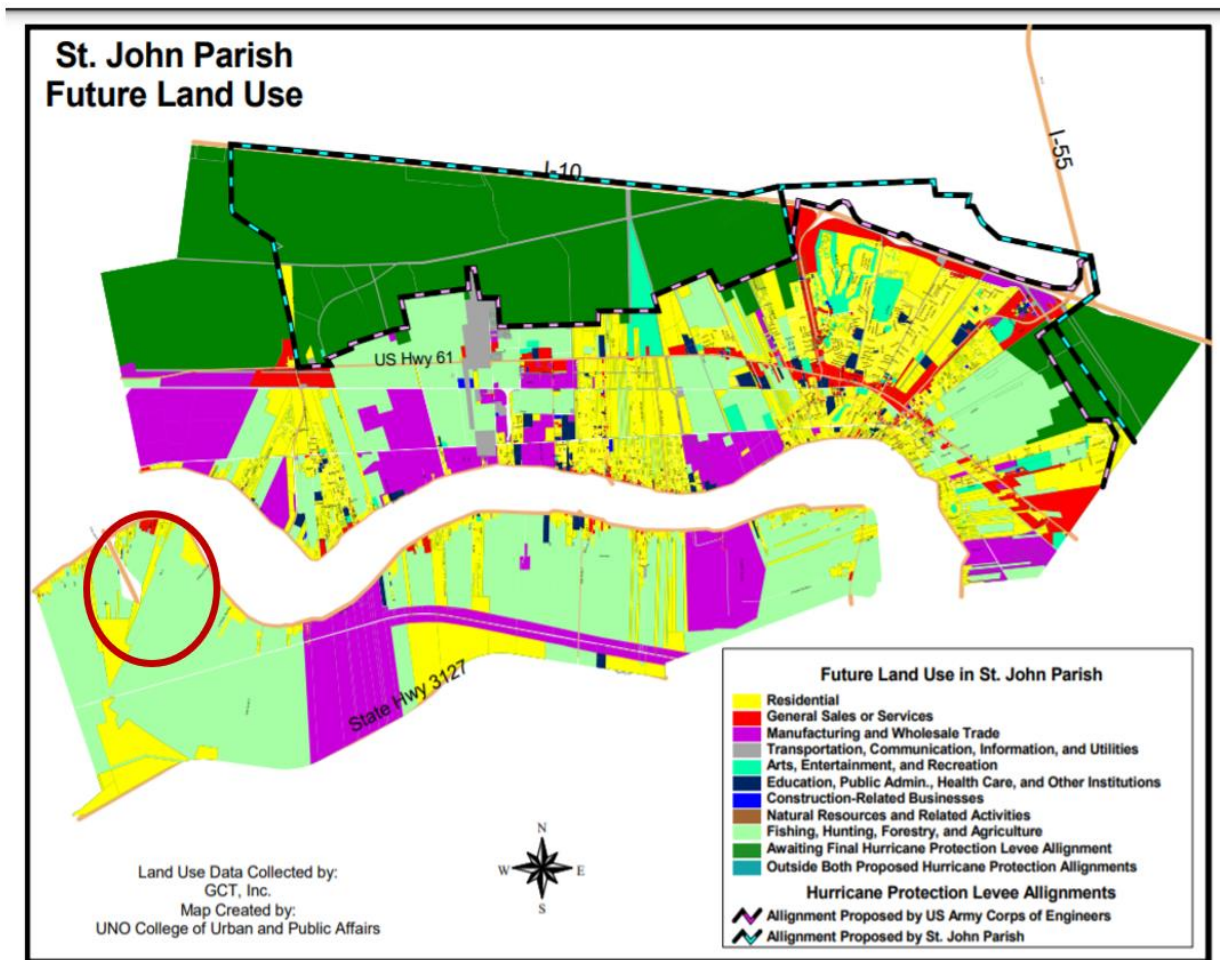 St. John Parish
Future Land Use
I-10
I-55
US Hwy 61
State Hwy 3127
Future Land Use in St. John Parish
Residential
General Sales or Services
Manufacturing and Wholesale Trade
Transportation, Communication, Information, and Utilities
Arts, Entertainment, and Recreation
Education, Public Admin., Health Care, and Other Institutions
Construction-Related Businesses
Natural Resources and Related Activities
Fishing, Hunting, Forestry, and Agriculture
Awaiting Final Hurricane Protection Levee Allignment
Outside Both Proposed Hurricane Protection Allignments
Hurricane Protection Levee Allignments
Allignment Proposed by US Army Corps of Engineers
Allignment Proposed by St. John Parish
N
W E
S
Land Use Data Collected by:
GCT, Inc.
Map Created by:
UNO College of Urban and Public Affairs